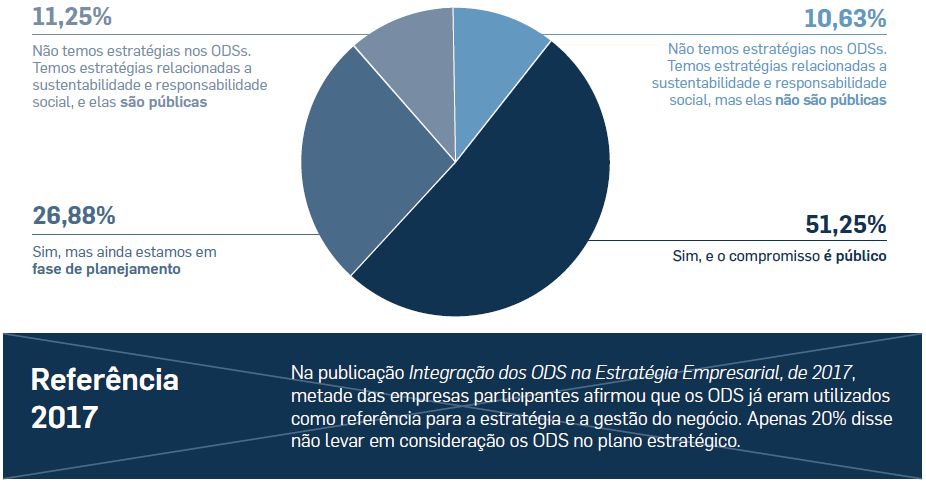 11,25%
Não temos estratégias nos ODSs.
Temos estratégias relacionadas a
sustentabilidade e responsabilidade
social, e elas são públicas
10,63%
Não temos estratégias nos ODSs.
Temos estratégias relacionadas a
sustentabilidade e responsabilidade
social, mas elas não são públicas
26,88%
Sim, mas ainda estamos em
fase de planejamento
51,25%
Sim, e o compromisso é público
Referência
2017
Na publicação Integração dos ODS na Estratégia Empresarial, de 2017,
metade das empresas participantes afirmou que os ODS já eram utilizados
como referência para a estratégia e a gestão do negócio. Apenas 20% disse
não levar em consideração os ODS no plano estratégico.